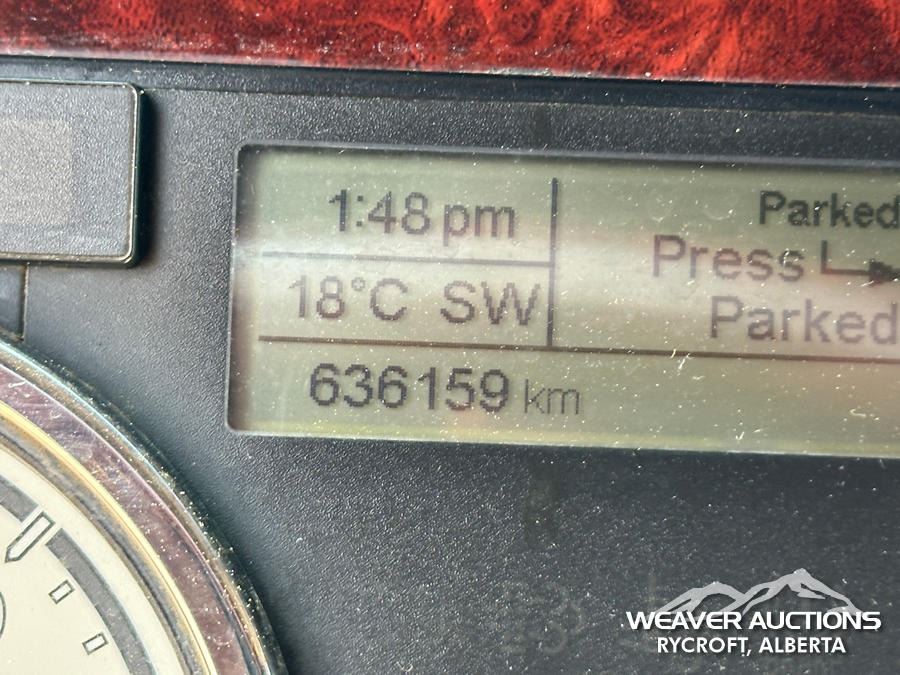 1:48 pm
18°C SW
636159 km
Parked
Press
Parked
WEAVER AUCTIONS
RYCROFT, ALBERTA